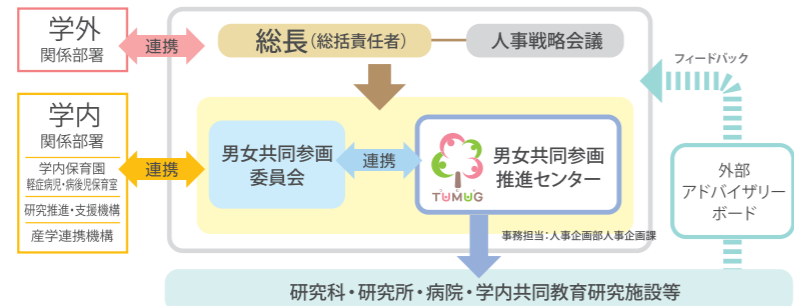 学外
関係部署
連携
総長(総括責任者)
人事戦略会議
フィードバック
学内
関係部署
学内保育園
軽症病児・病後児保育室
研究推進・支援機構
産学連携機構
連携
男女共同参画
委員会
連携
TUMUG
男女共同参画
推進センター
事務担当:人事企画部人事企画課
外部
アドバイザリー
ボード
研究科・研究所・病院・学内共同教育研究施設等